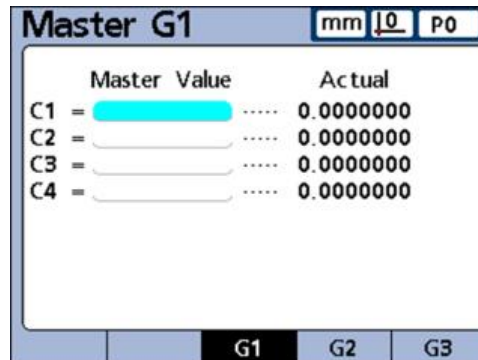 Master G1 mm 0 P0
Master Value Actual
C1 = ..... 0.0000000
C2 = ..... 0.0000000
C3 = ..... 0.0000000
C4 = ..... 0.0000000
G1 G2 G3